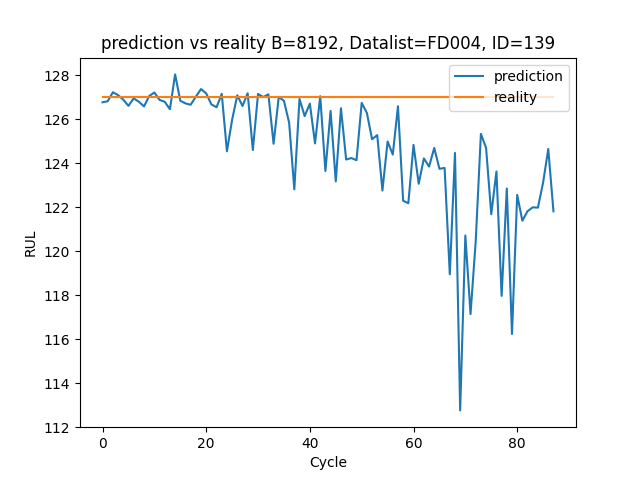 prediction vs reality B=8192, Datalist=FD004, ID=139
128
126
124
122
120
118
116
114
112
RUL
0 20 40 60 80
Cycle
prediction
reality